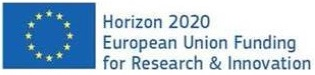 Horizon 2020
European Union Funding
for Research & Innovation